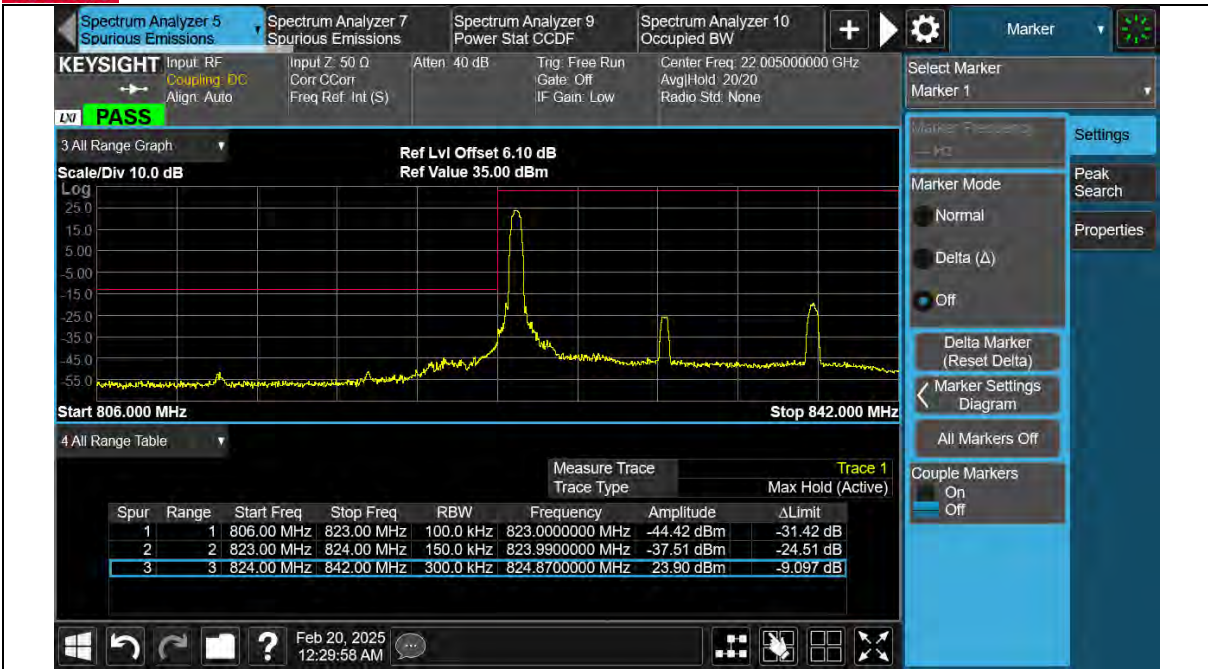 Spectrum Analyzer 5
Spurious Emissions
Spectrum Analyzer 7
Spurious Emissions
Spectrum Analyzer 9
Power Stat CCDF
Spectrum Analyzer 10
Occupied BW
Marker
KEYSIGHT
Input: RF
Coupling: DC
Align: Auto
Input Z: 50 Ω
Corr CCorr
Freq Ref: Int (S)
Atten: 40 dB
Trig: Free Run
Gate: Off
IF Gain: Low
Center Freq: 22.005000000 GHz
Avg|Hold: 20/20
Radio Std: None
LXI PASS
Select Marker
Marker 1
Marker Frequency
--- Hz
Settings
Peak
Search
Properties
Marker Mode
Normal
Delta (Δ)
Off
Delta Marker
(Reset Delta)
Marker Settings
Diagram
All Markers Off
Couple Markers
On
Off
3 All Range Graph
Scale/Div 10.0 dB
Ref Lvl Offset 6.10 dB
Ref Value 35.00 dBm
Log
25.0
15.0
5.00
-5.00
-15.0
-25.0
-35.0
-45.0
-55.0
Start 806.000 MHz Stop 842.000 MHz
4 All Range Table
Measure Trace Trace 1
Trace Type Max Hold (Active)
Spur Range Start Freq Stop Freq RBW Frequency Amplitude ΔLimit
1 1 806.00 MHz 823.00 MHz 100.0 kHz 823.0000000 MHz -44.42 dBm -31.42 dB
2 2 823.00 MHz 824.00 MHz 150.0 kHz 823.9900000 MHz -37.51 dBm -24.51 dB
3 3 824.00 MHz 842.00 MHz 300.0 kHz 824.8700000 MHz 23.90 dBm -9.097 dB
Feb 20, 2025
12:29:58 AM